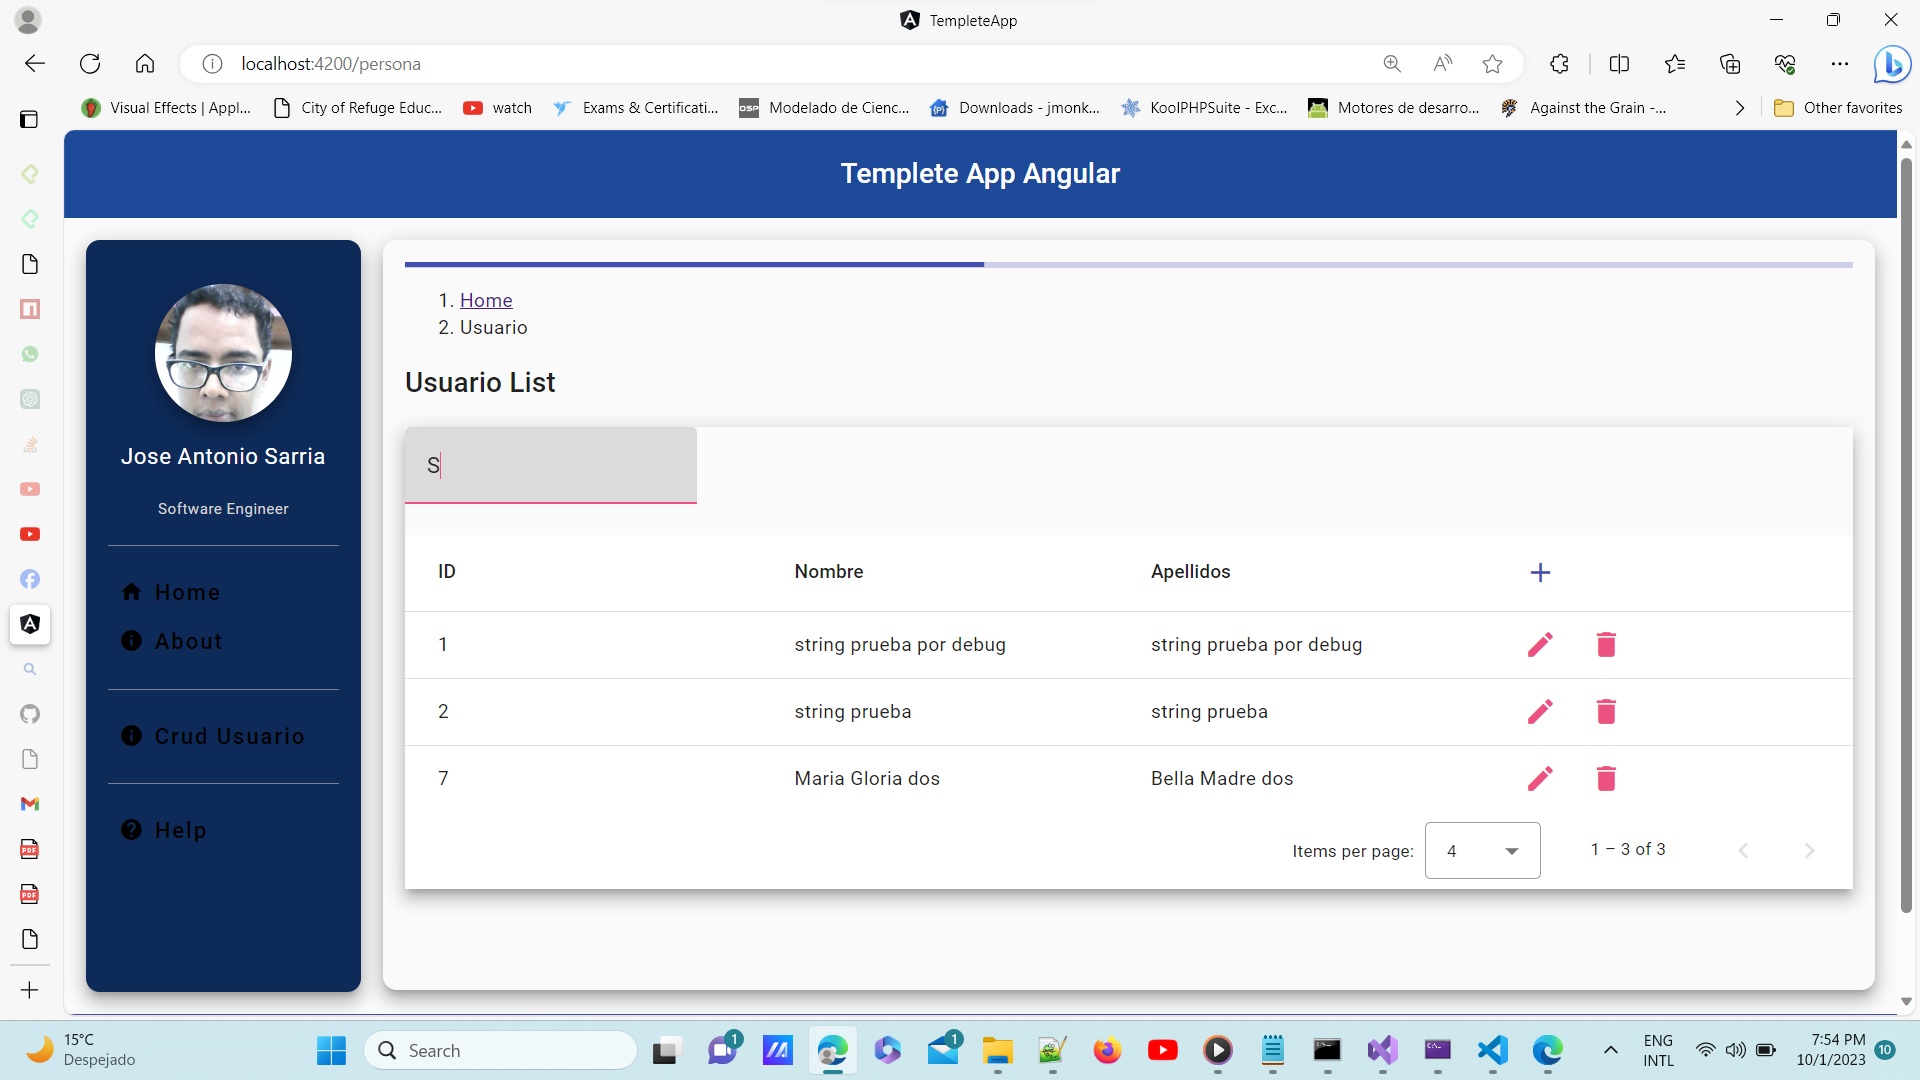 TempleteApp
localhost:4200/persona
Visual Effects | Appl...
City of Refuge Educ...
watch
Exams & Certificati...
Modelado de Cienc...
Downloads - jmonk...
KoolPHPSuite - Exc...
Motores de desarro...
Against the Grain -...
Other favorites
Templete App Angular
Jose Antonio Sarria
Software Engineer
Home
About
Crud Usuario
Help
1. Home
2. Usuario
Usuario List
S
ID Nombre Apellidos
1 string prueba por debug string prueba por debug
2 string prueba string prueba
7 Maria Gloria dos Bella Madre dos
Items per page: 4 1 – 3 of 3
15°C
Despejado
Search
1
1
ENG
INTL
7:54 PM
10/1/2023
10